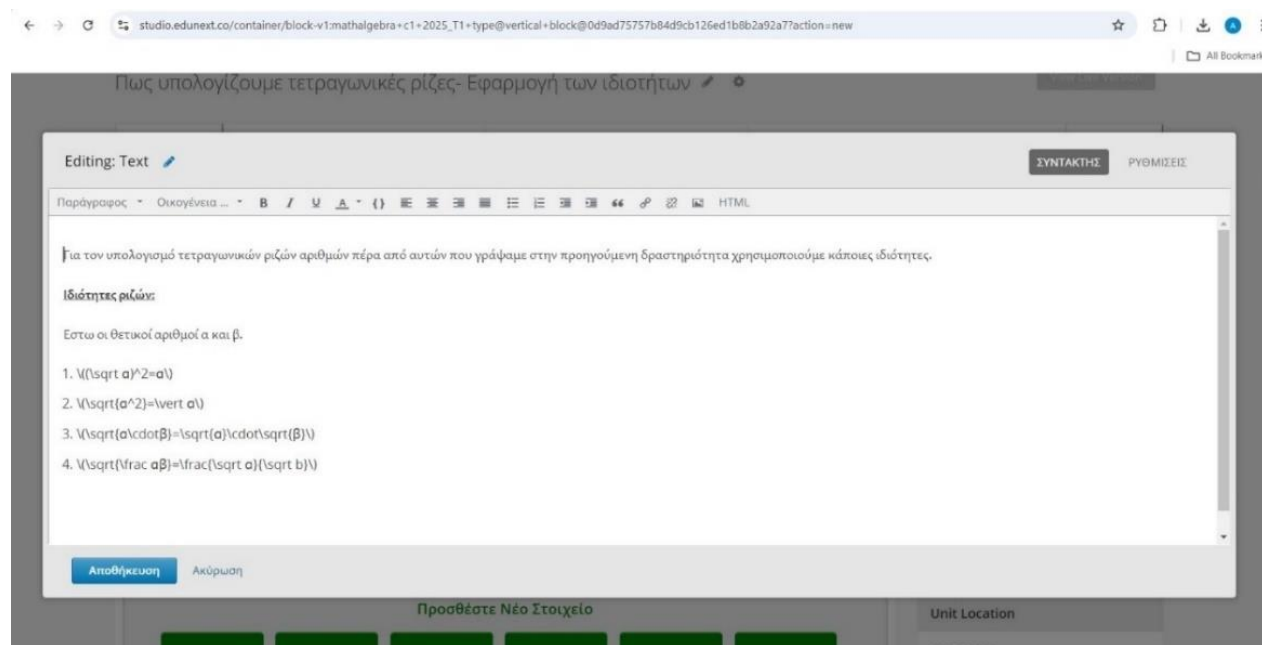 studio.edunext.co/container/block-v1:mathalgebra+c1+2025_T1+type@vertical+block@0d9ad75757b84d9cb126ed1b8b2a92a7?action=new
All Bookmark
Πως υπολογίζουμε τετραγωνικές ρίζες- Εφαρμογή των ιδιοτήτων
Editing: Text
ΣΥΝΤΑΚΤΗΣ ΡΥΘΜΙΣΕΙΣ
Παράγραφος Οικογένεια ... B I U A {} HTML
Για τον υπολογισμό τετραγωνικών ριζών αριθμών πέρα από αυτών που γράψαμε στην προηγούμενη δραστηριότητα χρησιμοποιούμε κάποιες ιδιότητες.
Ιδιότητες ριζών:
Εστω οι θετικοί αριθμοί α και β.
1. \((\sqrt α)^2=α\)
2. \(\sqrt{α^2}=\vert α\)
3. \(\sqrt{α\cdotβ}=\sqrt{α}\cdot\sqrt{β}\)
4. \(\sqrt{\frac αβ}=\frac{\sqrt α}{\sqrt b}\)
Αποθήκευση Ακύρωση
Προσθέστε Νέο Στοιχείο
Unit Location